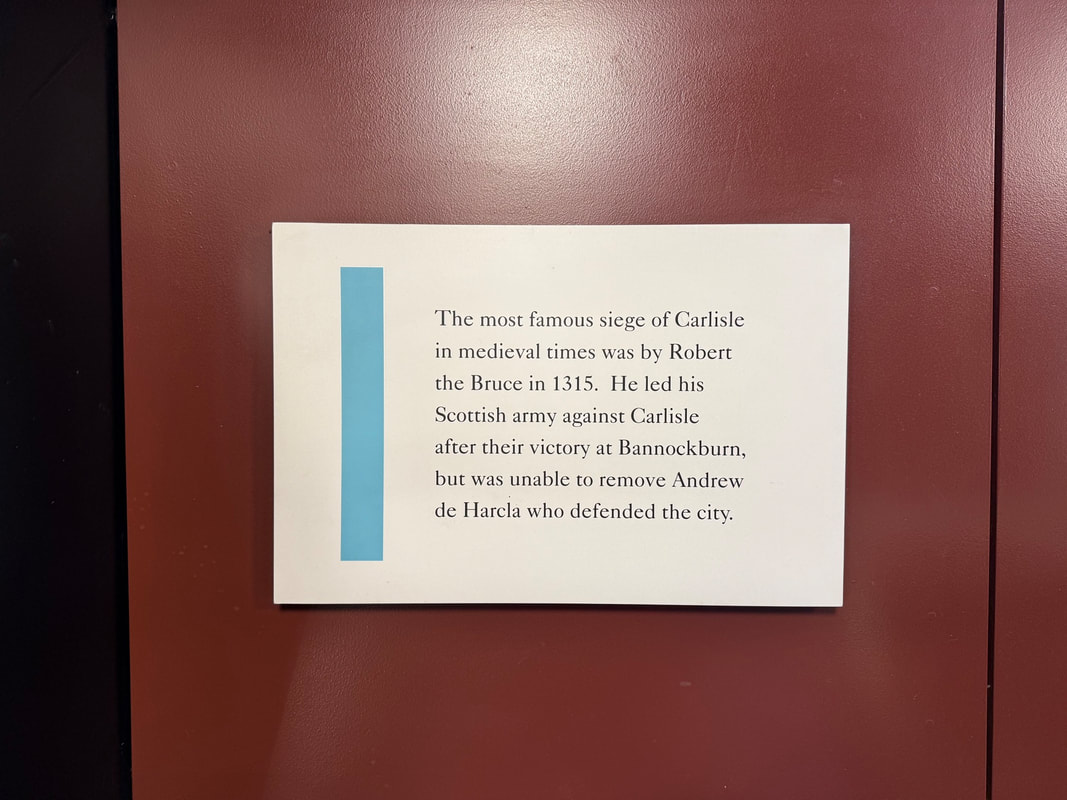 The most famous siege of Carlisle
in medieval times was by Robert
the Bruce in 1315.  He led his
Scottish army against Carlisle
after their victory at Bannockburn,
but was unable to remove Andrew
de Harcla who defended the city.